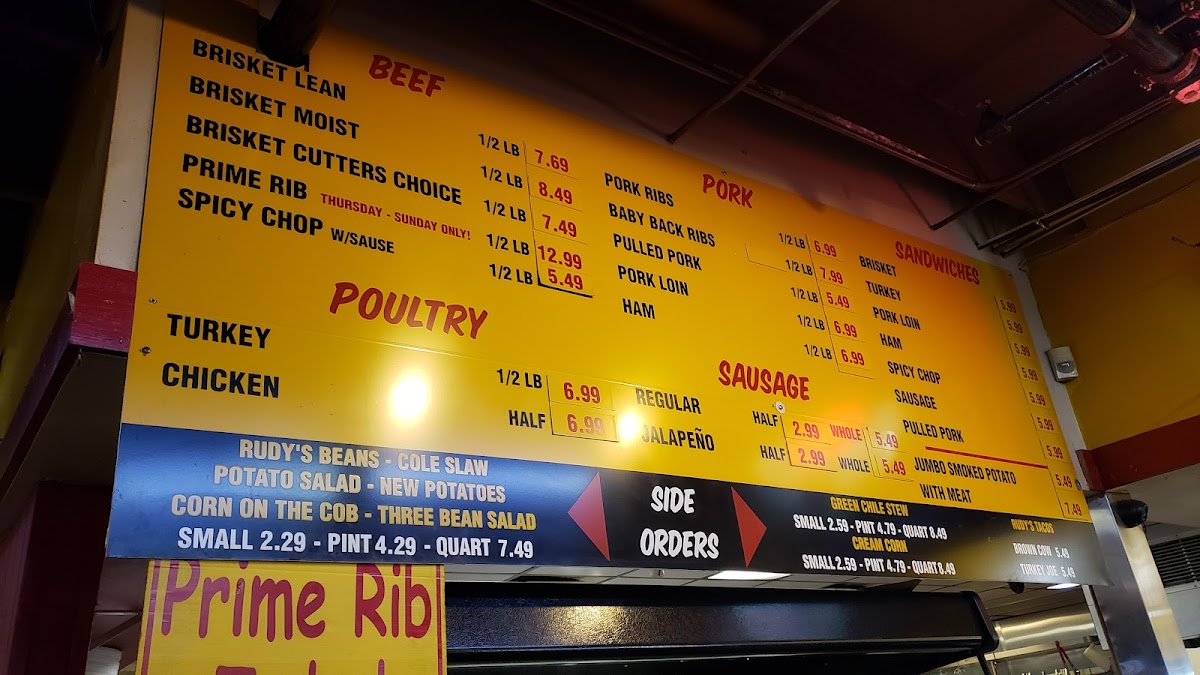 BEEF
BRISKET LEAN 1/2 LB 7.69
BRISKET MOIST 1/2 LB 8.49
BRISKET CUTTERS CHOICE 1/2 LB 7.49
PRIME RIB THURSDAY - SUNDAY ONLY! 1/2 LB 12.99
SPICY CHOP W/SAUSE 1/2 LB 5.49
POULTRY
TURKEY 1/2 LB 6.99
CHICKEN HALF 6.99
PORK
PORK RIBS 1/2 LB 6.99
BABY BACK RIBS 1/2 LB 7.99
PULLED PORK 1/2 LB 5.49
PORK LOIN 1/2 LB 6.99
HAM 1/2 LB 6.99
SAUSAGE
REGULAR HALF 2.99 WHOLE 5.49
JALAPEÑO HALF 2.99 WHOLE 5.49
SANDWICHES
BRISKET 5.99
TURKEY 5.99
PORK LOIN 5.99
HAM 5.99
SPICY CHOP 5.99
SAUSAGE 5.99
PULLED PORK 5.99
JUMBO SMOKED POTATO 5.49
WITH MEAT 7.49
RUDY'S BEANS - COLE SLAW
POTATO SALAD - NEW POTATOES
CORN ON THE COB - THREE BEAN SALAD
SMALL 2.29 - PINT 4.29 - QUART 7.49
SIDE
ORDERS
GREEN CHILE STEW
SMALL 2.59 - PINT 4.79 - QUART 8.49
CREAM CORN
SMALL 2.59 - PINT 4.79 - QUART 8.49
RUDY'S TACOS
BROWN COW 5.49
TURKEY JOE 5.49
Prime Rib